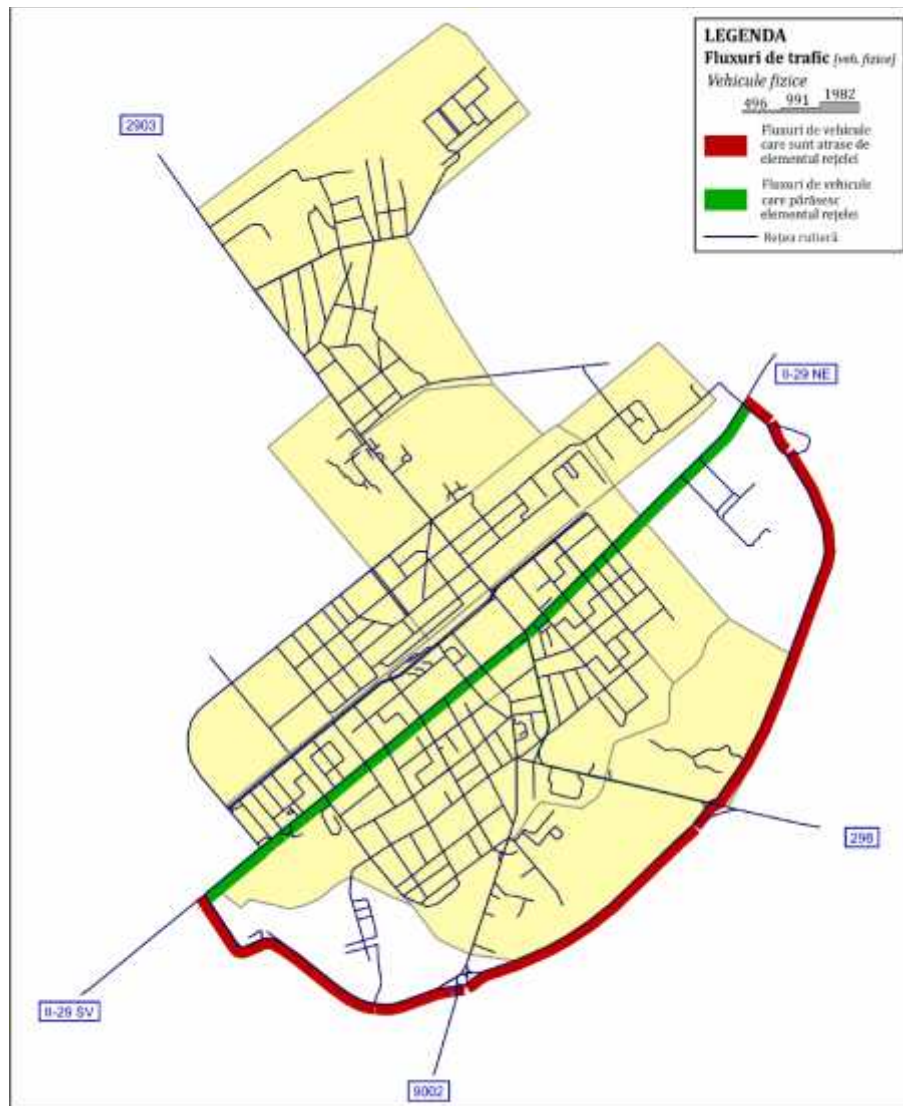 LEGENDA
Fluxuri de trafic [veh. fizice]
Vehicule fizice
496 991 1982
Fluxuri de vehicule
care sunt atrase de
elementul rețelei
Fluxuri de vehicule
care părăsesc
elementul rețelei
Rețea rutieră
2903
II-29 NE
298
II-29 SV
9002